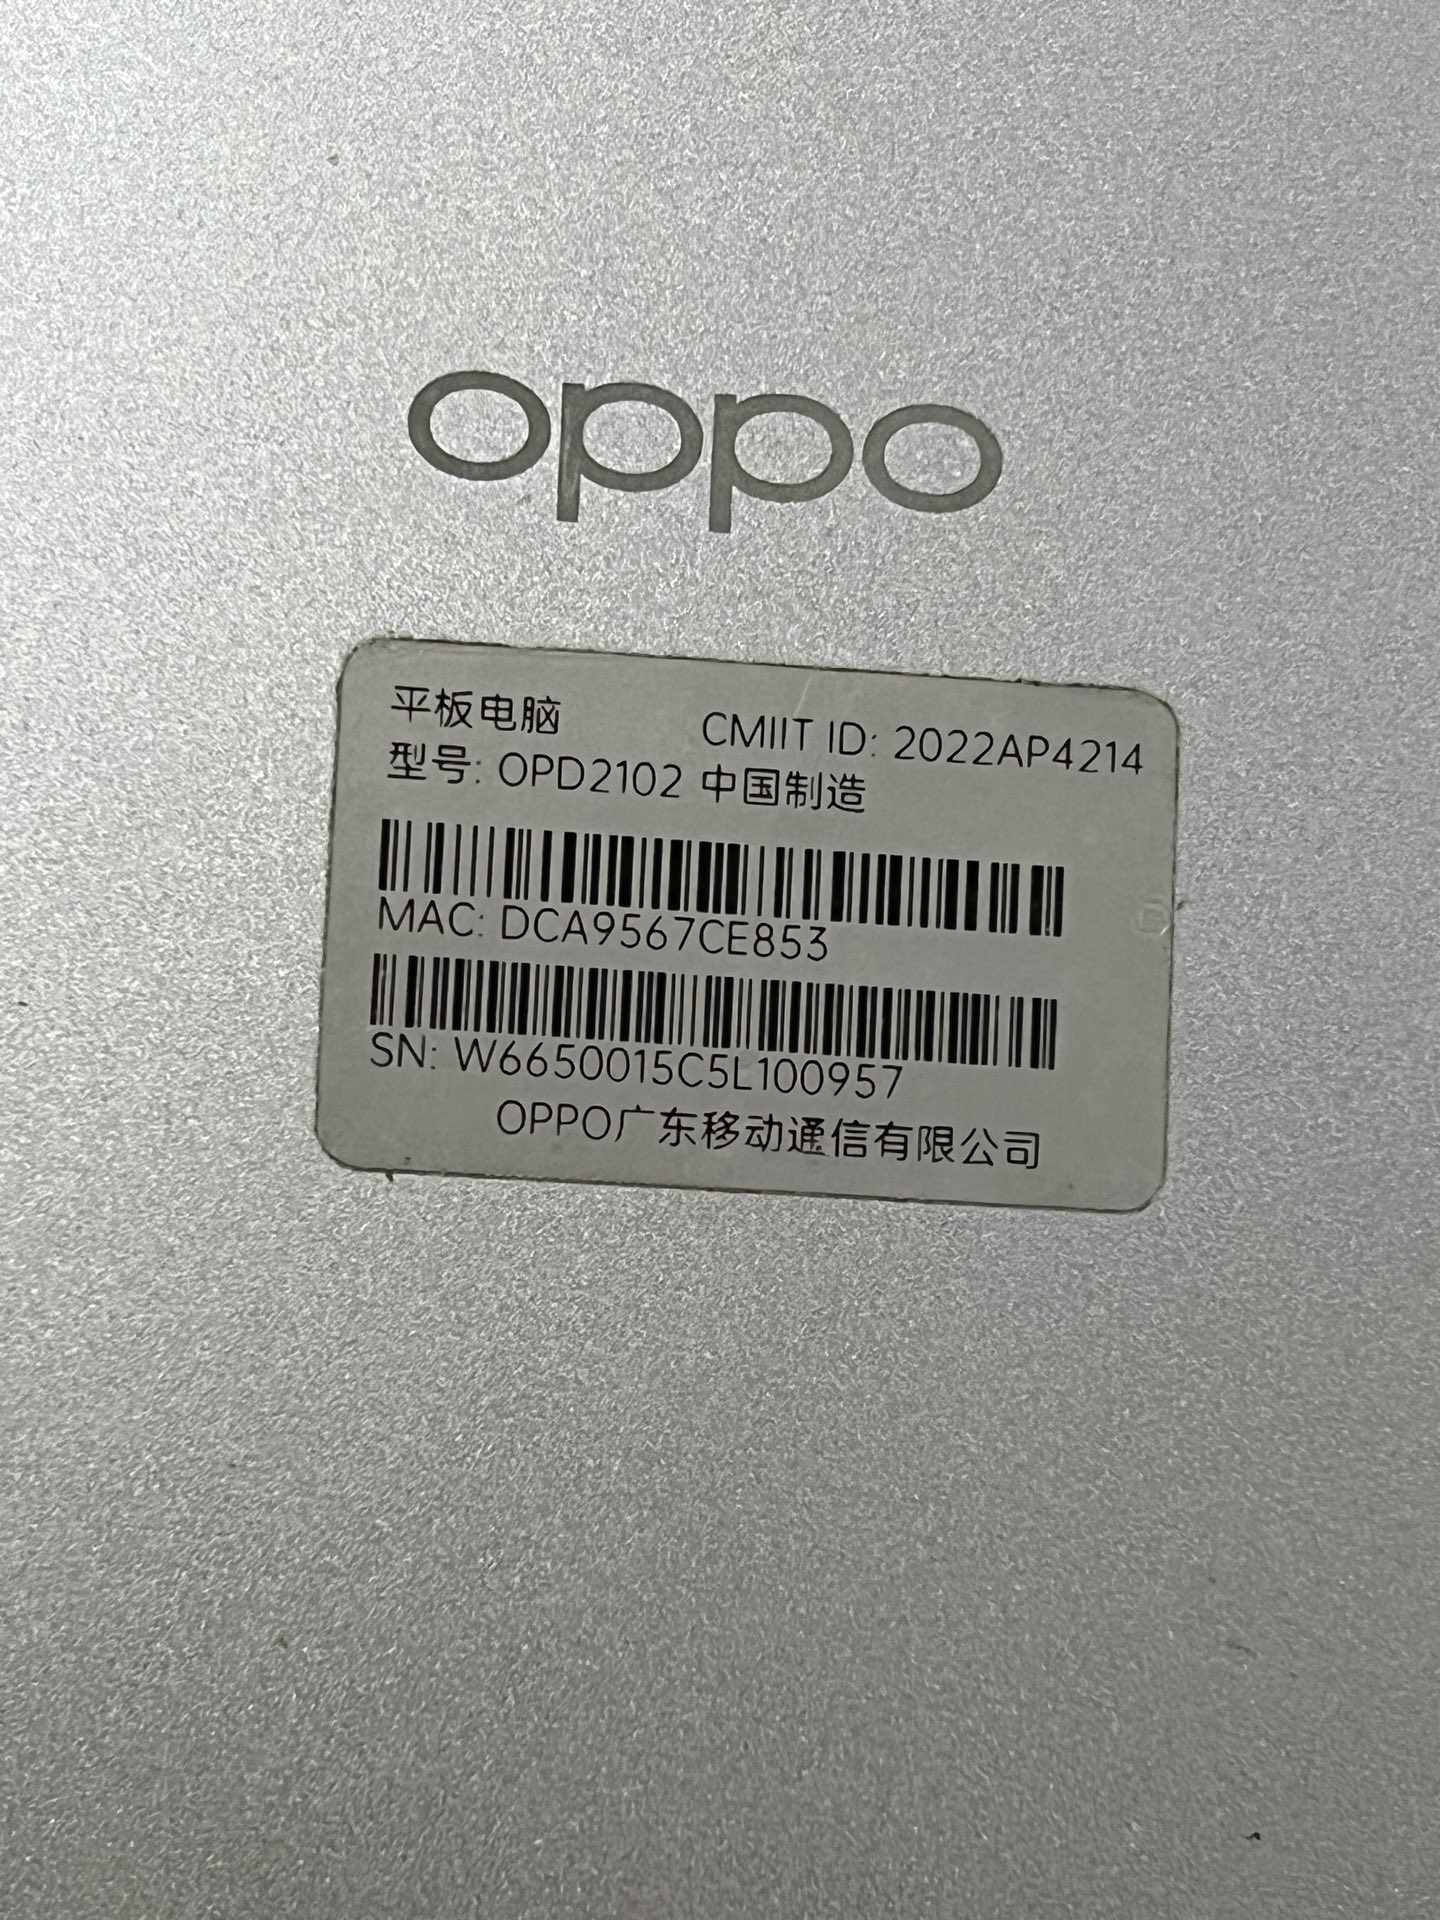 oppo
平板电脑 CMIIT ID: 2022AP4214
型号: OPD2102 中国制造
MAC: DCA9567CE853
SN: W6650015C5L100957
OPPO广东移动通信有限公司